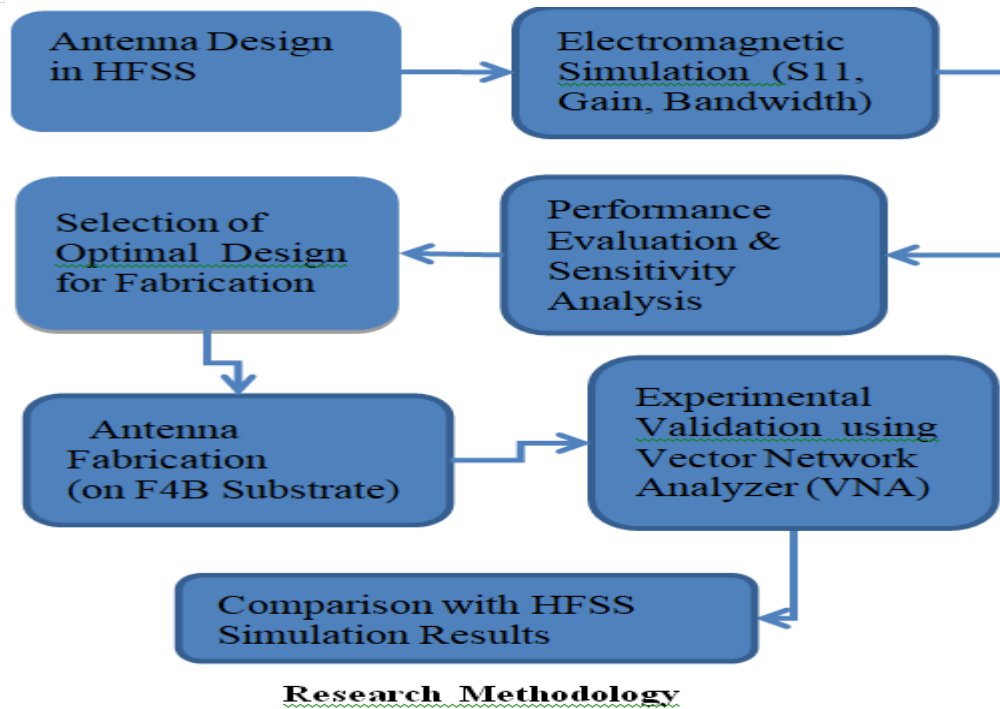 Antenna Design
in HFSS
Electromagnetic
Simulation (S11,
Gain, Bandwidth)
Performance
Evaluation &
Sensitivity
Analysis
Selection of
Optimal Design
for Fabrication
Antenna
Fabrication
(on F4B Substrate)
Experimental
Validation using
Vector Network
Analyzer (VNA)
Comparison with HFSS
Simulation Results
Research Methodology